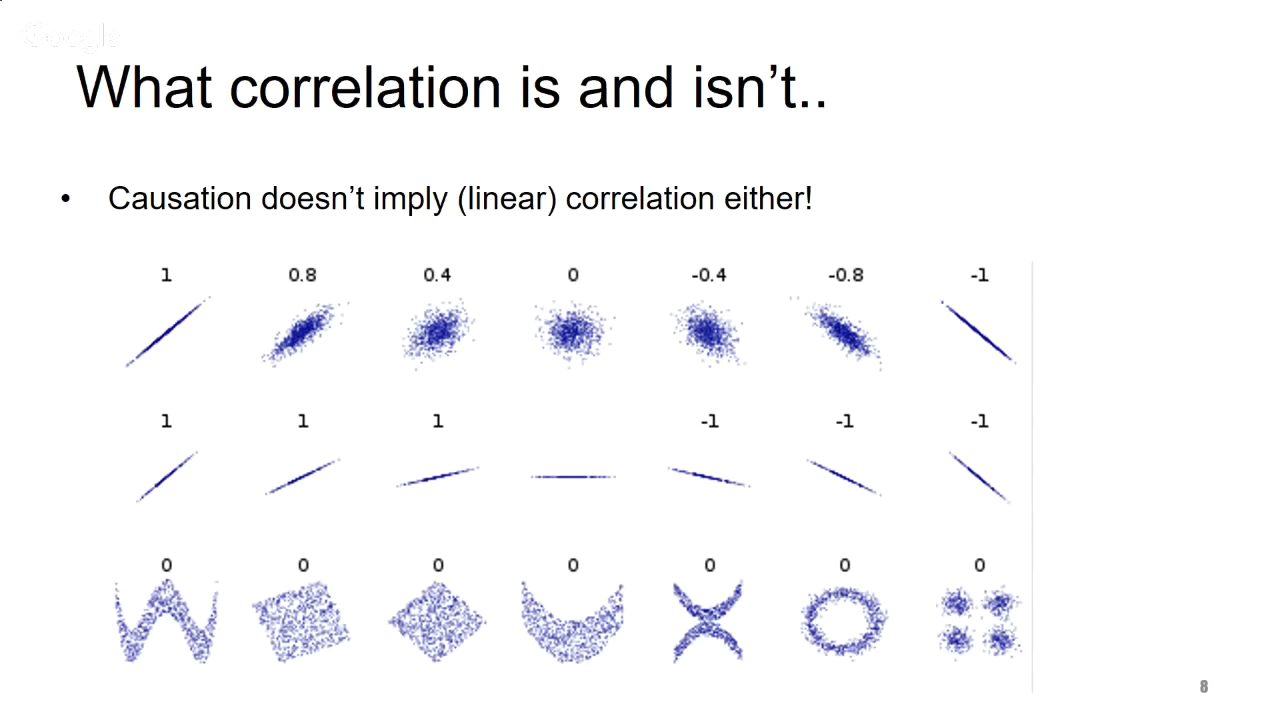 Google
What correlation is and isn’t..
• Causation doesn’t imply (linear) correlation either!
1 0.8 0.4 0 -0.4 -0.8 -1
1 1 1 -1 -1 -1
0 0 0 0 0 0 0
8